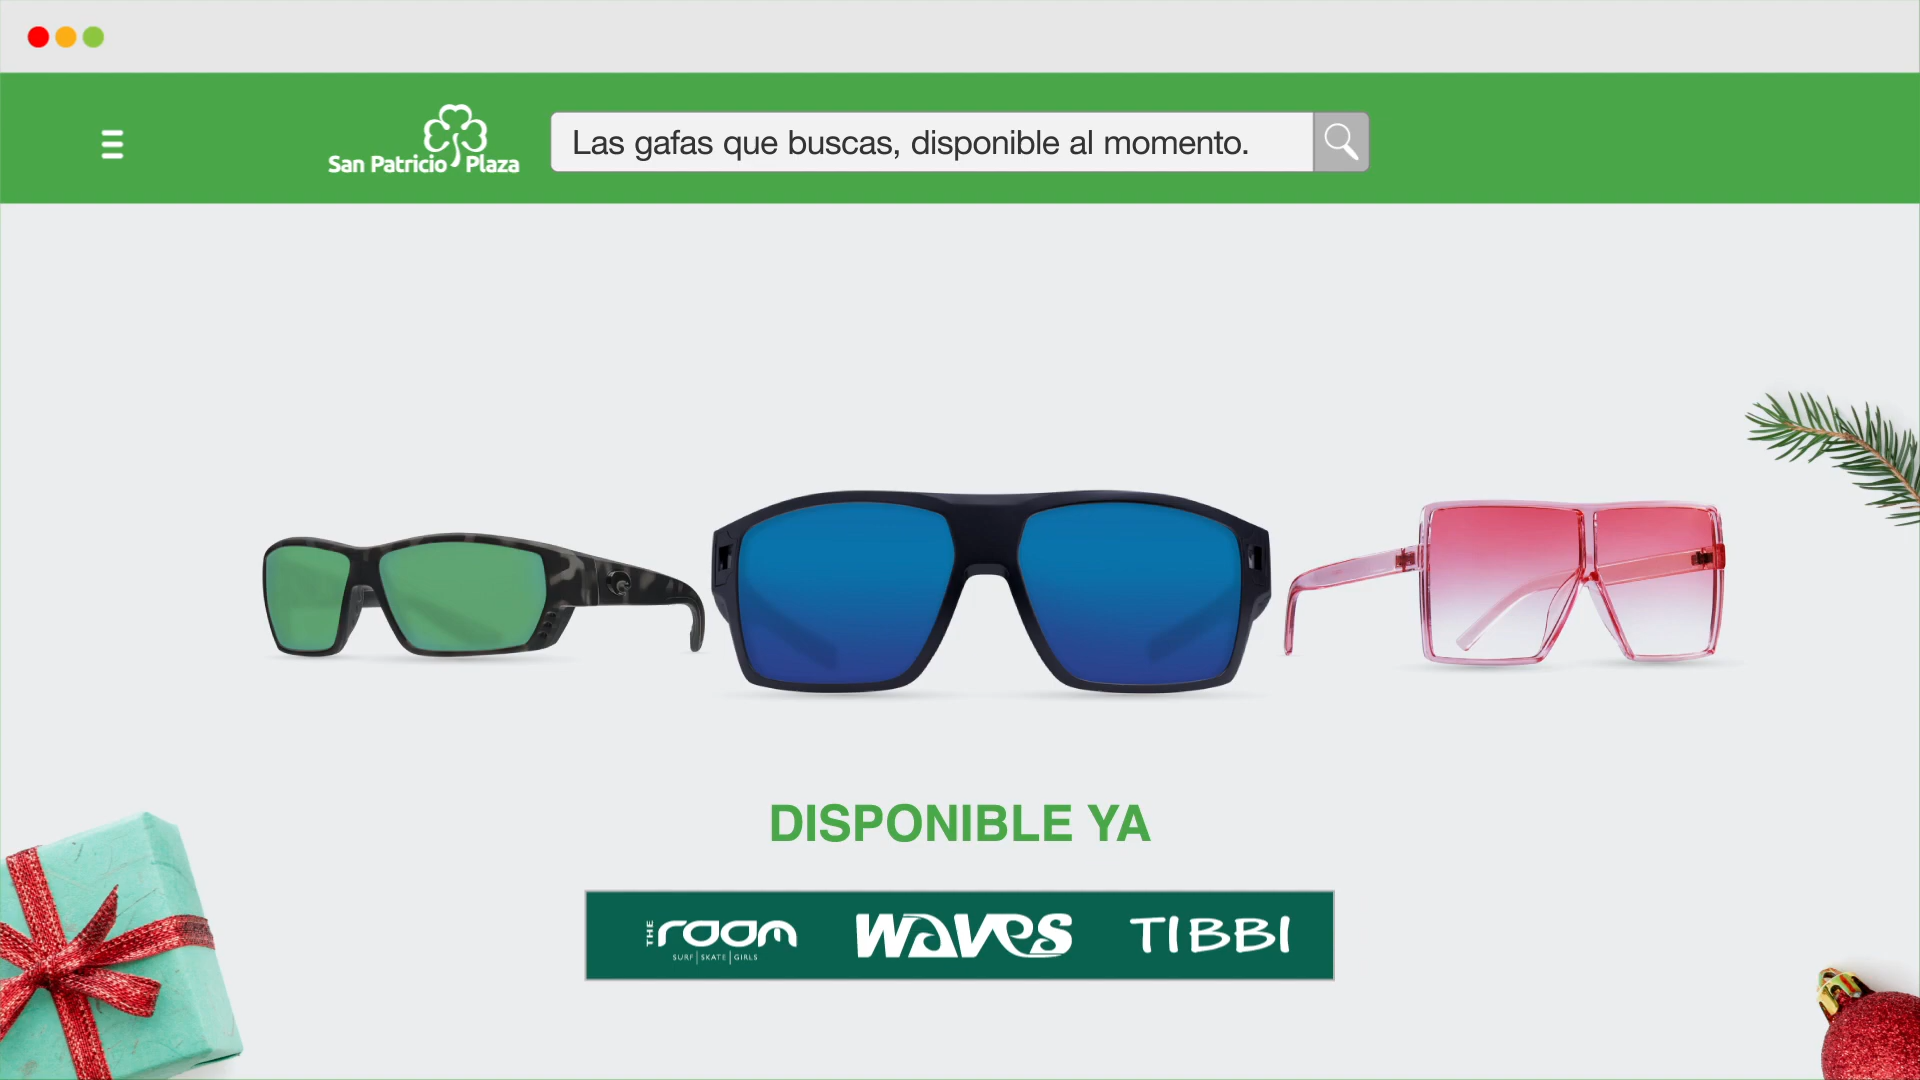 San Patricio Plaza
Las gafas que buscas, disponible al momento.
DISPONIBLE YA
THE room
SURF | SKATE | GIRLS
WAVES
TIBBI